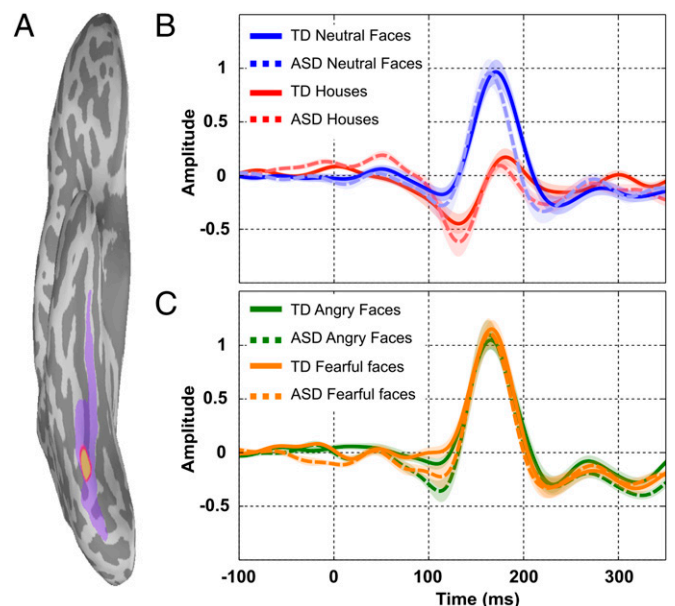 A
B
TD Neutral Faces
ASD Neutral Faces
TD Houses
ASD Houses
Amplitude
1
0.5
0
-0.5
C
TD Angry Faces
ASD Angry Faces
TD Fearful faces
ASD Fearful faces
Amplitude
1
0.5
0
-0.5
-100 0 100 200 300
Time (ms)